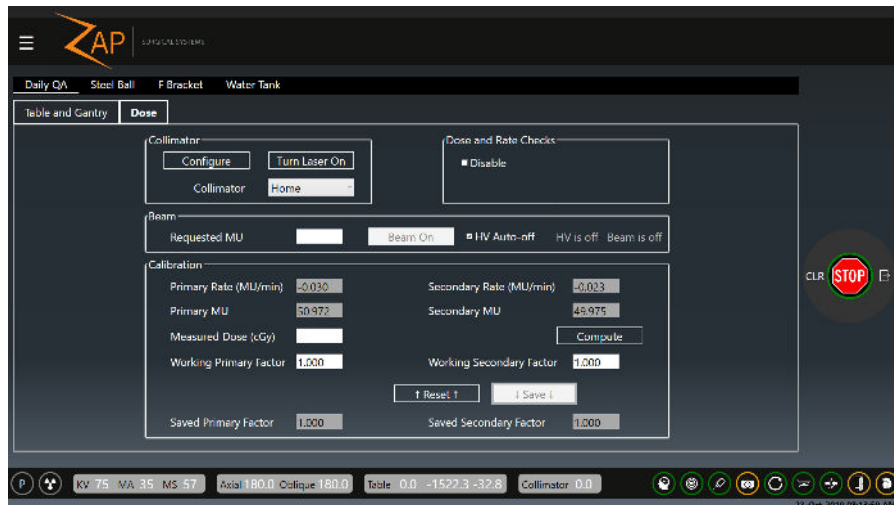 ZAP SURGICAL SYSTEMS
Daily QA Steel Ball F Bracket Water Tank
Table and Gantry Dose
Collimator Dose and Rate Checks
Configure Turn Laser On Disable
Collimator Home
Beam
Requested MU Beam On HV Auto-off HV is off Beam is off
Calibration
CLR STOP
Primary Rate (MU/min) -0.030 Secondary Rate (MU/min) -0.023
Primary MU 50.972 Secondary MU 49.975
Measured Dose (cGy) Compute
Working Primary Factor 1.000 Working Secondary Factor 1.000
↑ Reset ↑ ↓ Save ↓
Saved Primary Factor 1.000 Saved Secondary Factor 1.000
P KV 75 MA 35 MS 57 Axial 180.0 Oblique 180.0 Table 0.0 -1522.3 -32.8 Collimator 0.0